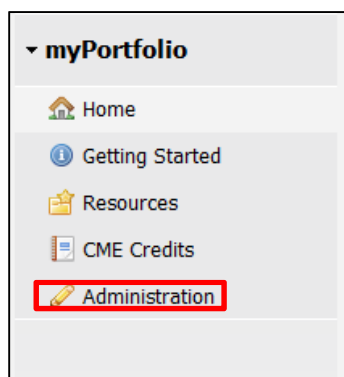 myPortfolio
Home
Getting Started
Resources
CME Credits
Administration